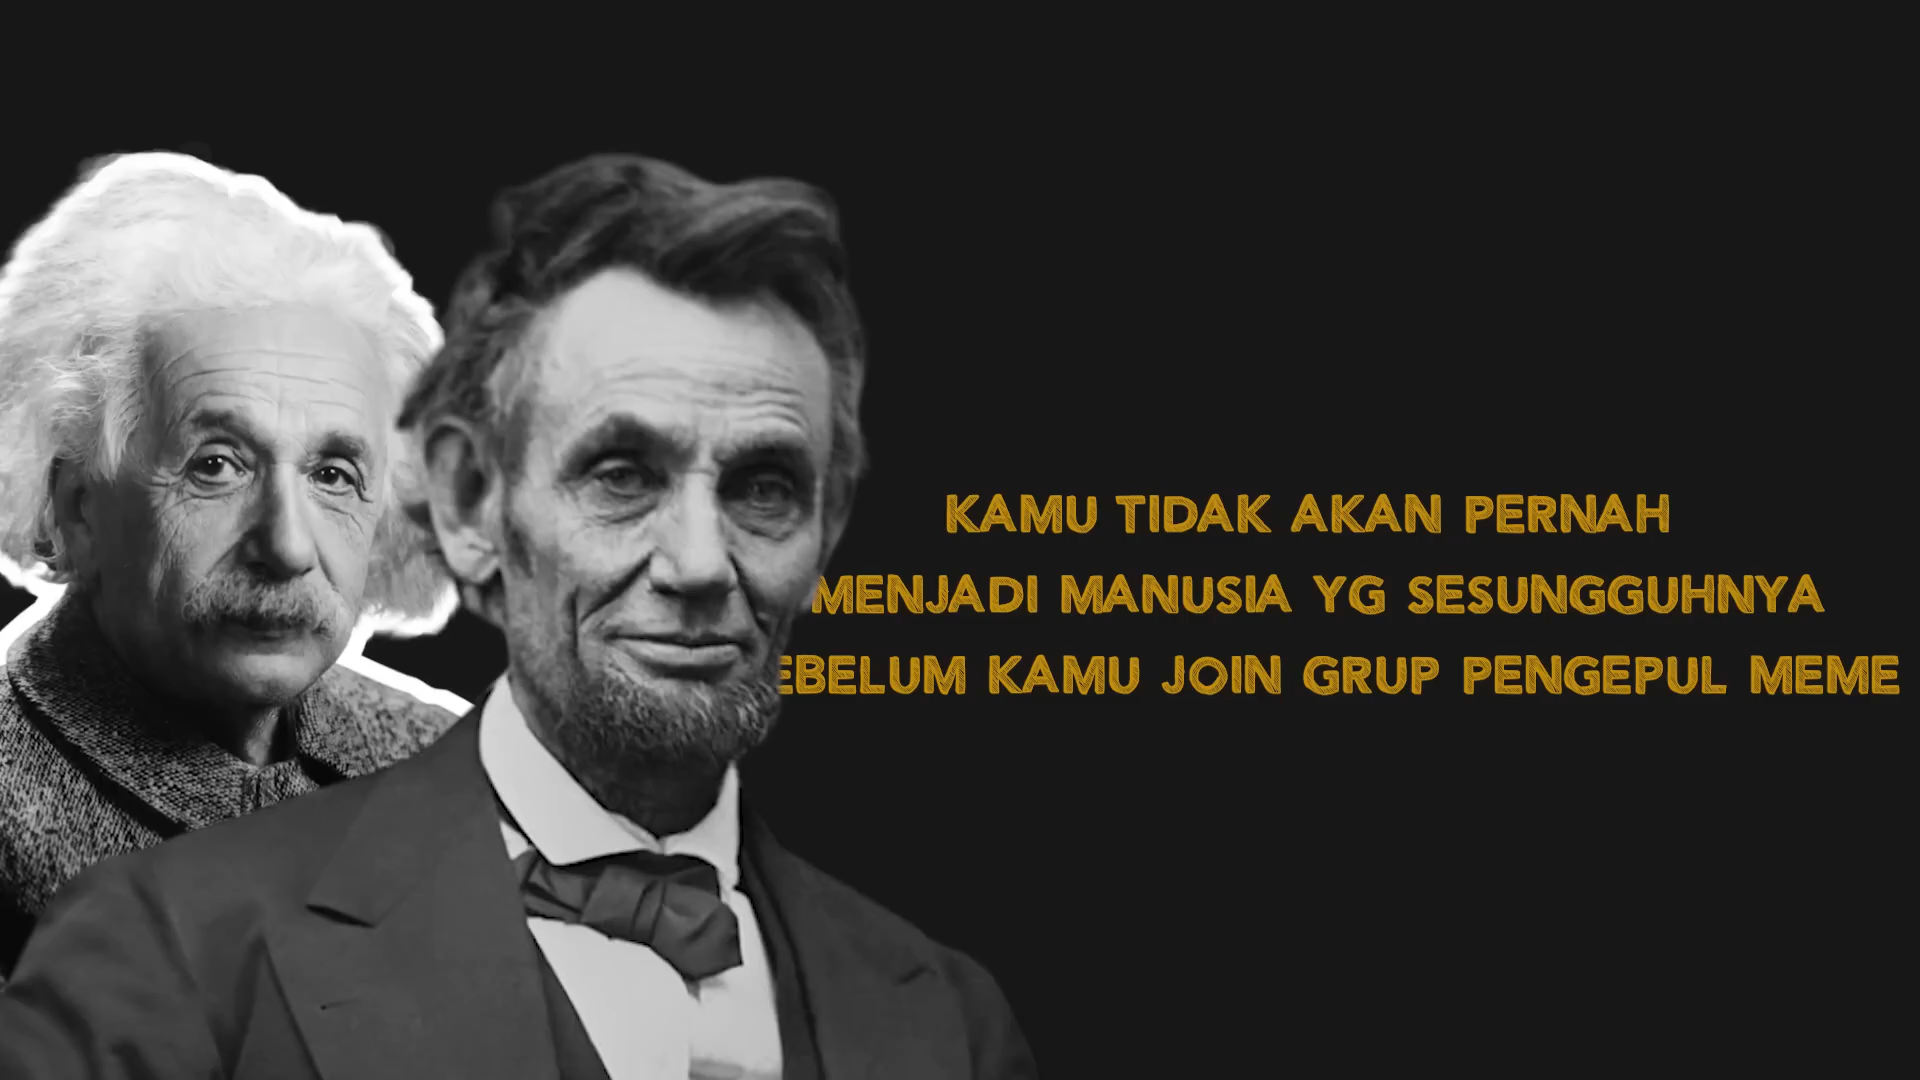 KAMU TIDAK AKAN PERNAH
MENJADI MANUSIA YG SESUNGGUHNYA
EBELUM KAMU JOIN GRUP PENGEPUL MEME